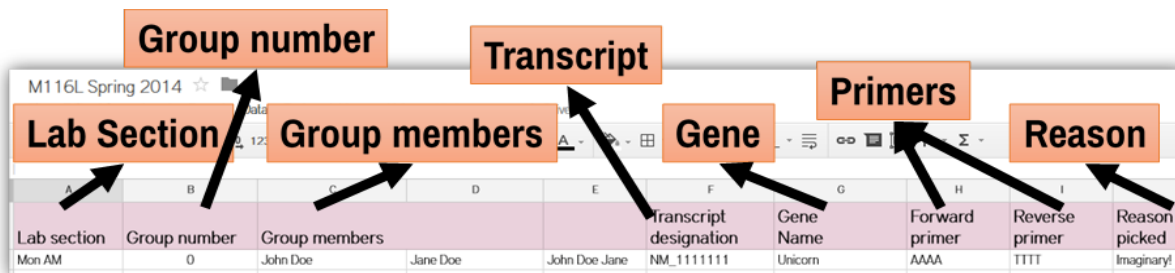 Group number
Transcript
Primers
M116L Spring 2014
Lab Section
Group members
Gene
Reason
123
A
Σ
A B C D E F G H I
Lab section Group number Group members Transcript designation Gene Name Forward primer Reverse primer Reason picked
Mon AM 0 John Doe Jane Doe John Doe Jane NM_1111111 Unicorn AAAA TTTT Imaginary!